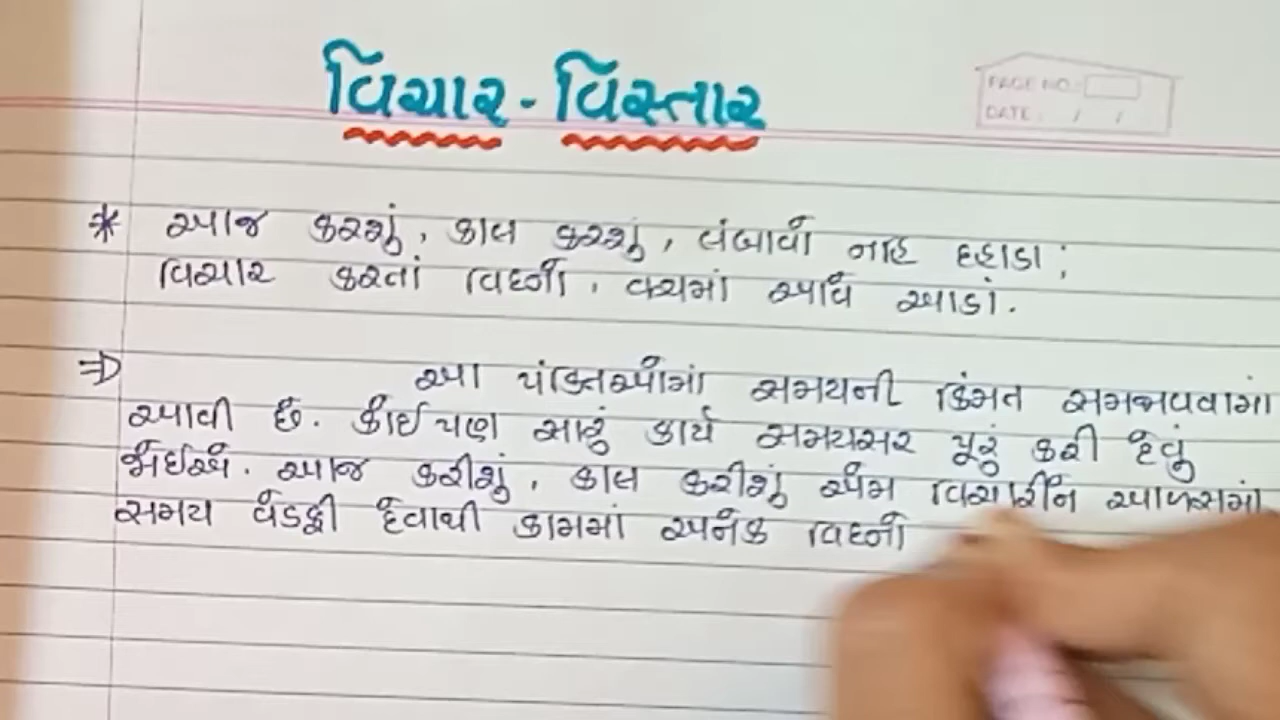 વિચાર - વિસ્તાર
PAGE NO.:
DATE: / /
* આજ કરશું, કાલ કરશું, લંબાવો નહિ દહાડા;
વિચાર કરતાં વિઘ્નો, વચમાં આવે આડાં.
⇒ આ પંક્તિઓમાં સમયની કિંમત સમજાવવામાં
આવી છે. કોઈપણ સારું કાર્ય સમયસર પૂરું કરી દેવું
જોઈએ. આજ કરીશું, કાલ કરીશું એમ વિચારીને આળસમાં
સમય વેડફી દેવાથી કામમાં અનેક વિઘ્નો